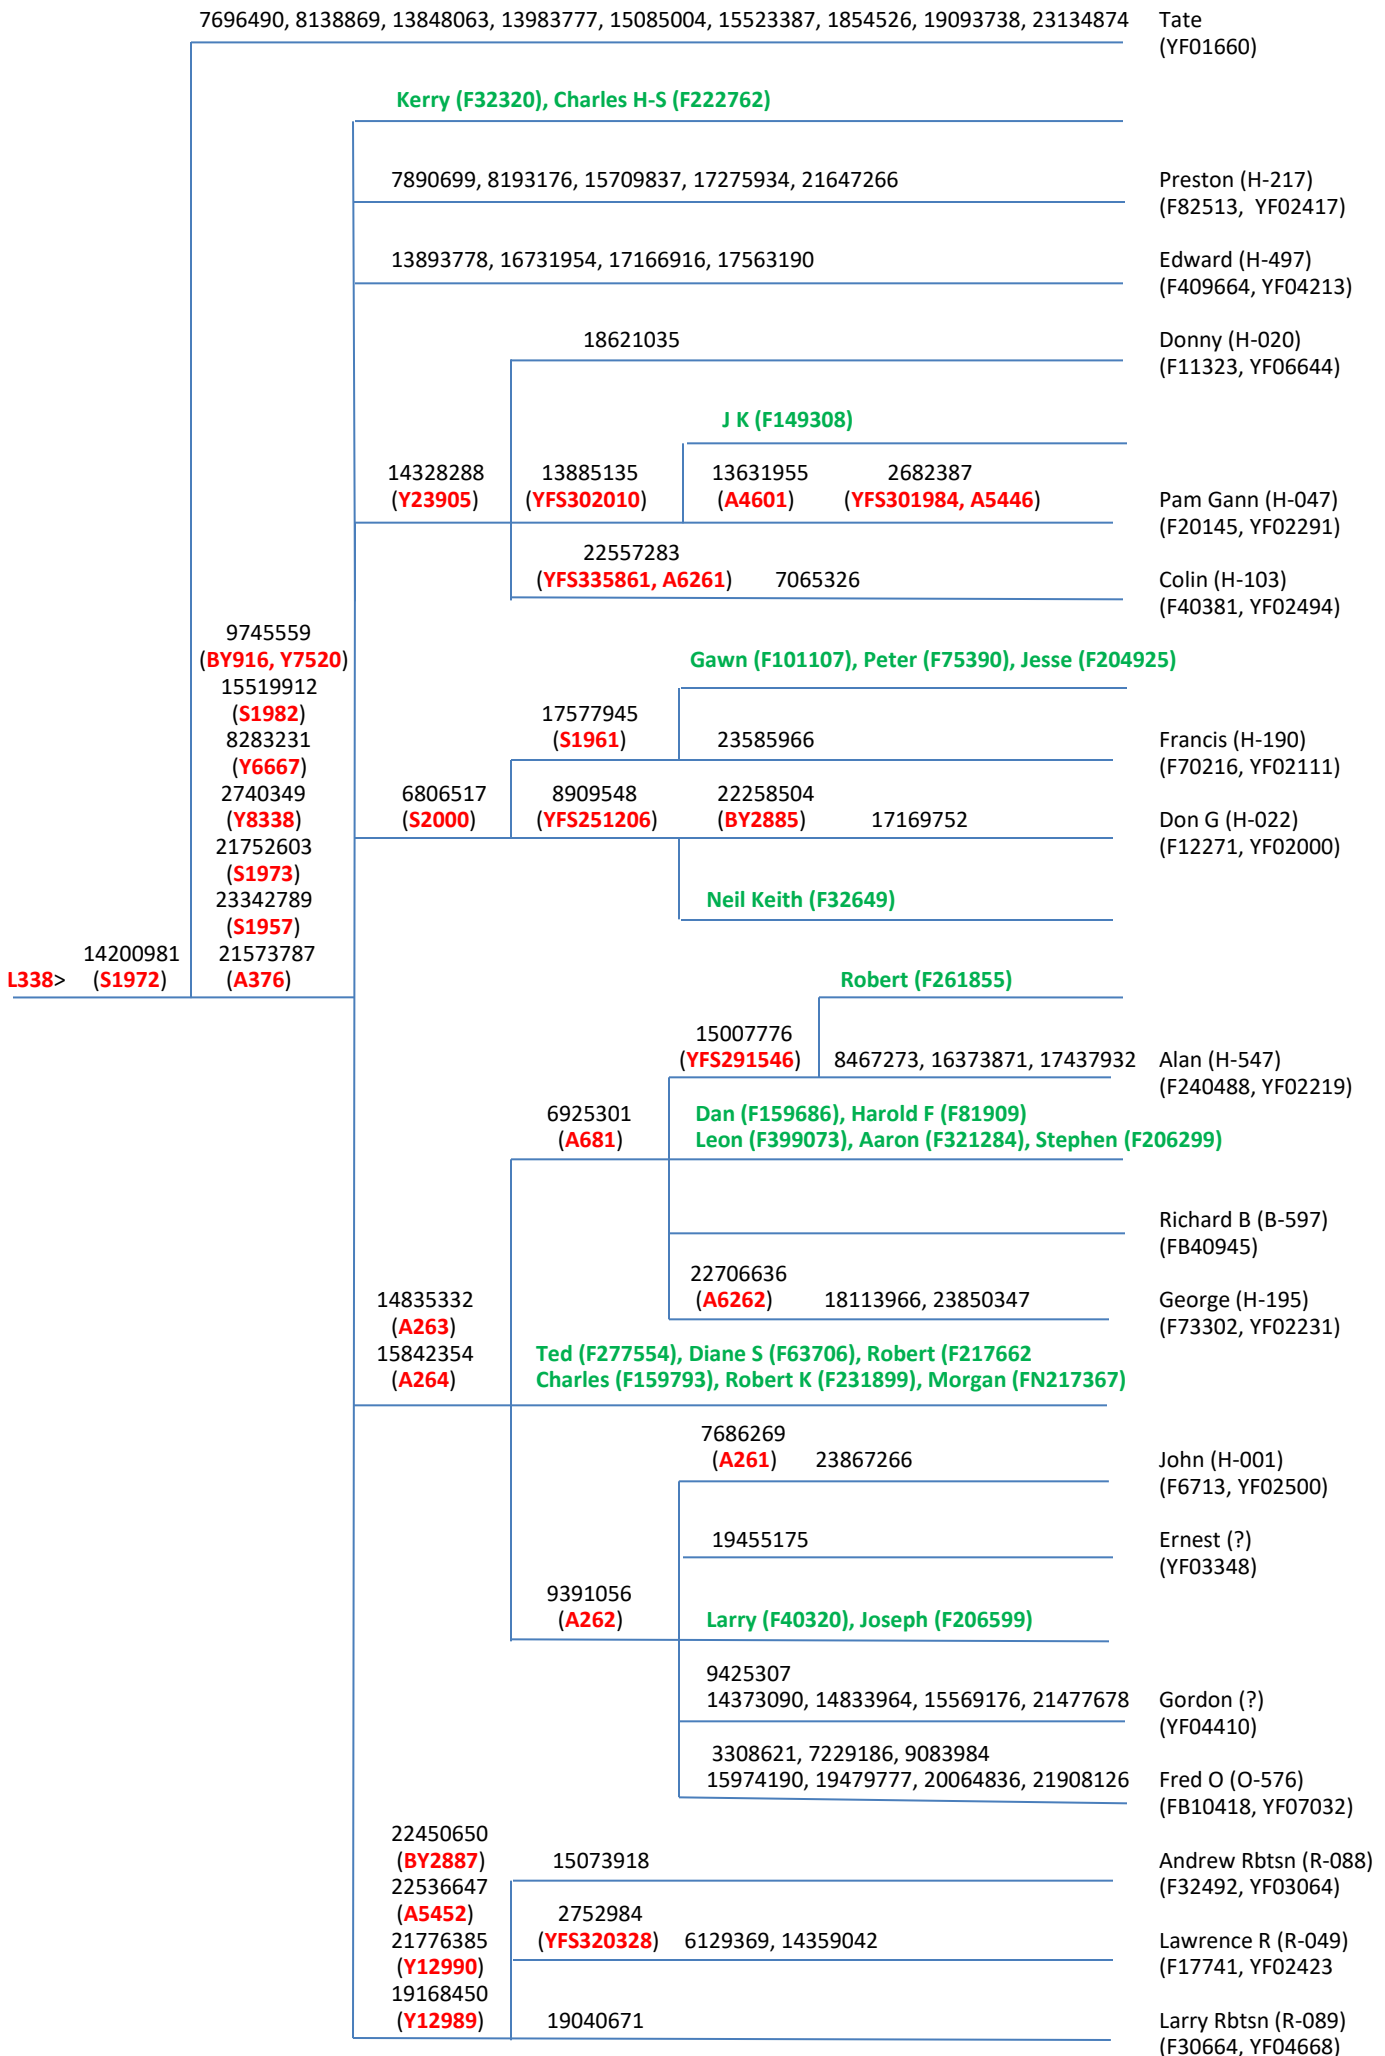 7696490, 8138869, 13848063, 13983777, 15085004, 15523387, 1854526, 19093738, 23134874 Tate
(YF01660)
Kerry (F32320), Charles H-S (F222762)
7890699, 8193176, 15709837, 17275934, 21647266 Preston (H-217)
(F82513, YF02417)
13893778, 16731954, 17166916, 17563190 Edward (H-497)
(F409664, YF04213)
18621035 Donny (H-020)
(F11323, YF06644)
J K (F149308)
14328288 13885135 13631955 2682387
(Y23905) (YFS302010) (A4601) (YFS301984, A5446) Pam Gann (H-047)
(F20145, YF02291)
22557283
(YFS335861, A6261) 7065326 Colin (H-103)
(F40381, YF02494)
9745559
(BY916, Y7520) Gawn (F101107), Peter (F75390), Jesse (F204925)
15519912
(S1982) 17577945
8283231 (S1961) 23585966 Francis (H-190)
(Y6667) (F70216, YF02111)
2740349 6806517 8909548 22258504
(Y8338) (S2000) (YFS251206) (BY2885) 17169752 Don G (H-022)
21752603 (F12271, YF02000)
(S1973)
23342789 Neil Keith (F32649)
(S1957)
14200981 21573787
L338> (S1972) (A376) Robert (F261855)
15007776
(YFS291546) 8467273, 16373871, 17437932 Alan (H-547)
(F240488, YF02219)
6925301 Dan (F159686), Harold F (F81909)
(A681) Leon (F399073), Aaron (F321284), Stephen (F206299)
Richard B (B-597)
(FB40945)
22706636
14835332 (A6262) 18113966, 23850347 George (H-195)
(A263) (F73302, YF02231)
15842354 Ted (F277554), Diane S (F63706), Robert (F217662
(A264) Charles (F159793), Robert K (F231899), Morgan (FN217367)
7686269
(A261) 23867266 John (H-001)
(F6713, YF02500)
19455175 Ernest (?)
(YF03348)
9391056
(A262) Larry (F40320), Joseph (F206599)
9425307
14373090, 14833964, 15569176, 21477678 Gordon (?)
(YF04410)
3308621, 7229186, 9083984
15974190, 19479777, 20064836, 21908126 Fred O (O-576)
(FB10418, YF07032)
22450650
(BY2887) 15073918 Andrew Rbtsn (R-088)
22536647 (F32492, YF03064)
(A5452) 2752984
21776385 (YFS320328) 6129369, 14359042 Lawrence R (R-049)
(Y12990) (F17741, YF02423
19168450
(Y12989) 19040671 Larry Rbtsn (R-089)
(F30664, YF04668)